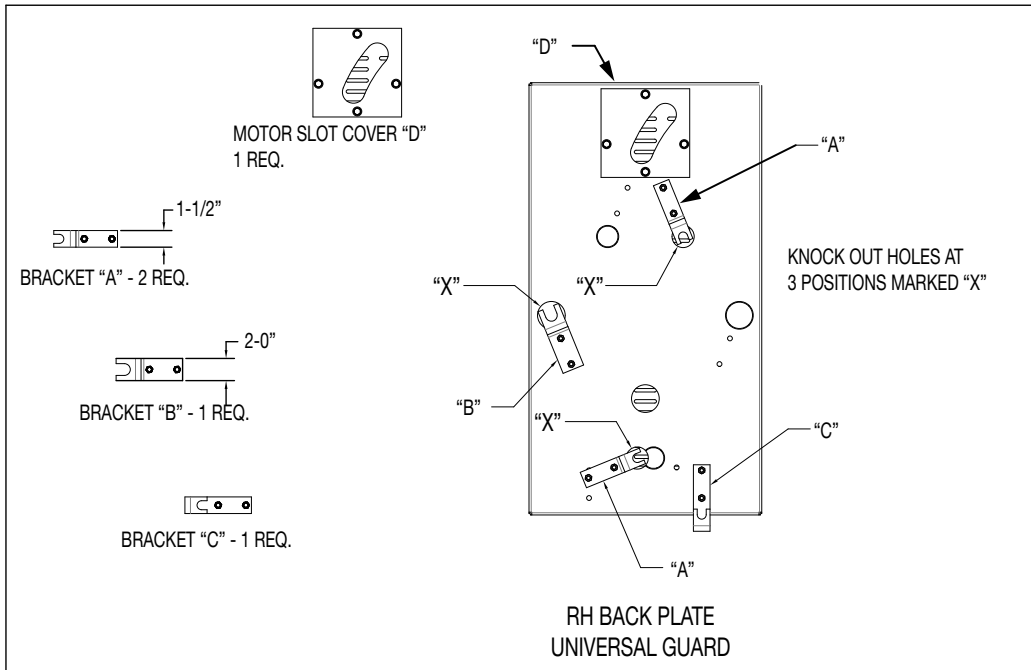 MOTOR SLOT COVER “D”
1 REQ.
1-1/2”
BRACKET “A” - 2 REQ.
2-0”
BRACKET “B” - 1 REQ.
BRACKET “C” - 1 REQ.
“D”
“A”
“X”
“X”
KNOCK OUT HOLES AT
3 POSITIONS MARKED “X”
“B”
“X”
“C”
“A”
RH BACK PLATE
UNIVERSAL GUARD